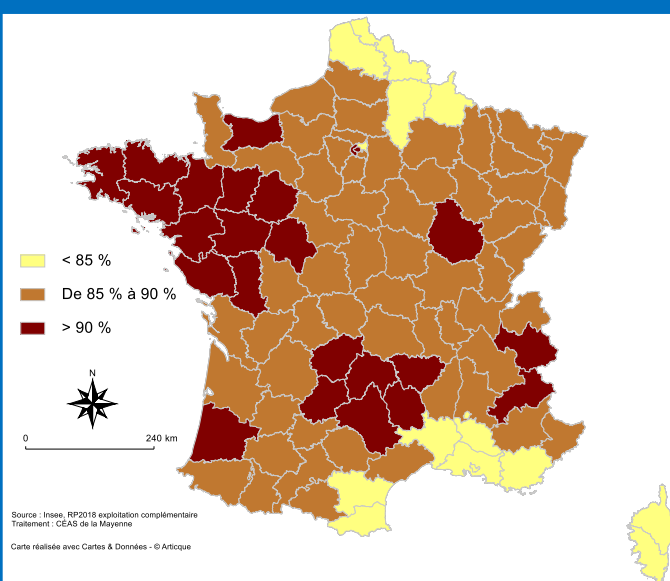 < 85 %
De 85 % à 90 %
> 90 %
N
0 240 km
Source : Insee, RP2018 exploitation complémentaire
Traitement : CÉAS de la Mayenne
Carte réalisée avec Cartes & Données - © Articque